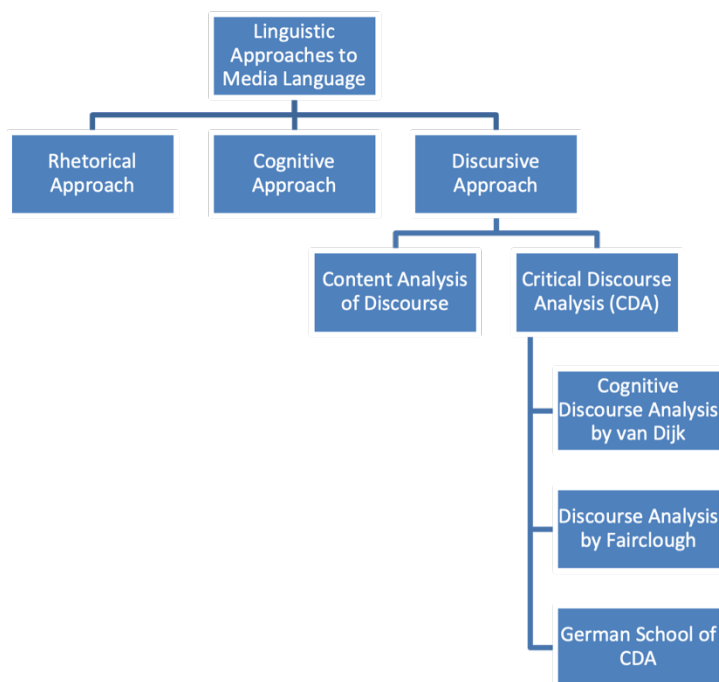 Linguistic
Approaches to
Media Language
Rhetorical
Approach
Cognitive
Approach
Discursive
Approach
Content Analysis
of Discourse
Critical Discourse
Analysis (CDA)
Cognitive
Discourse Analysis
by van Dijk
Discourse Analysis
by Fairclough
German School of
CDA